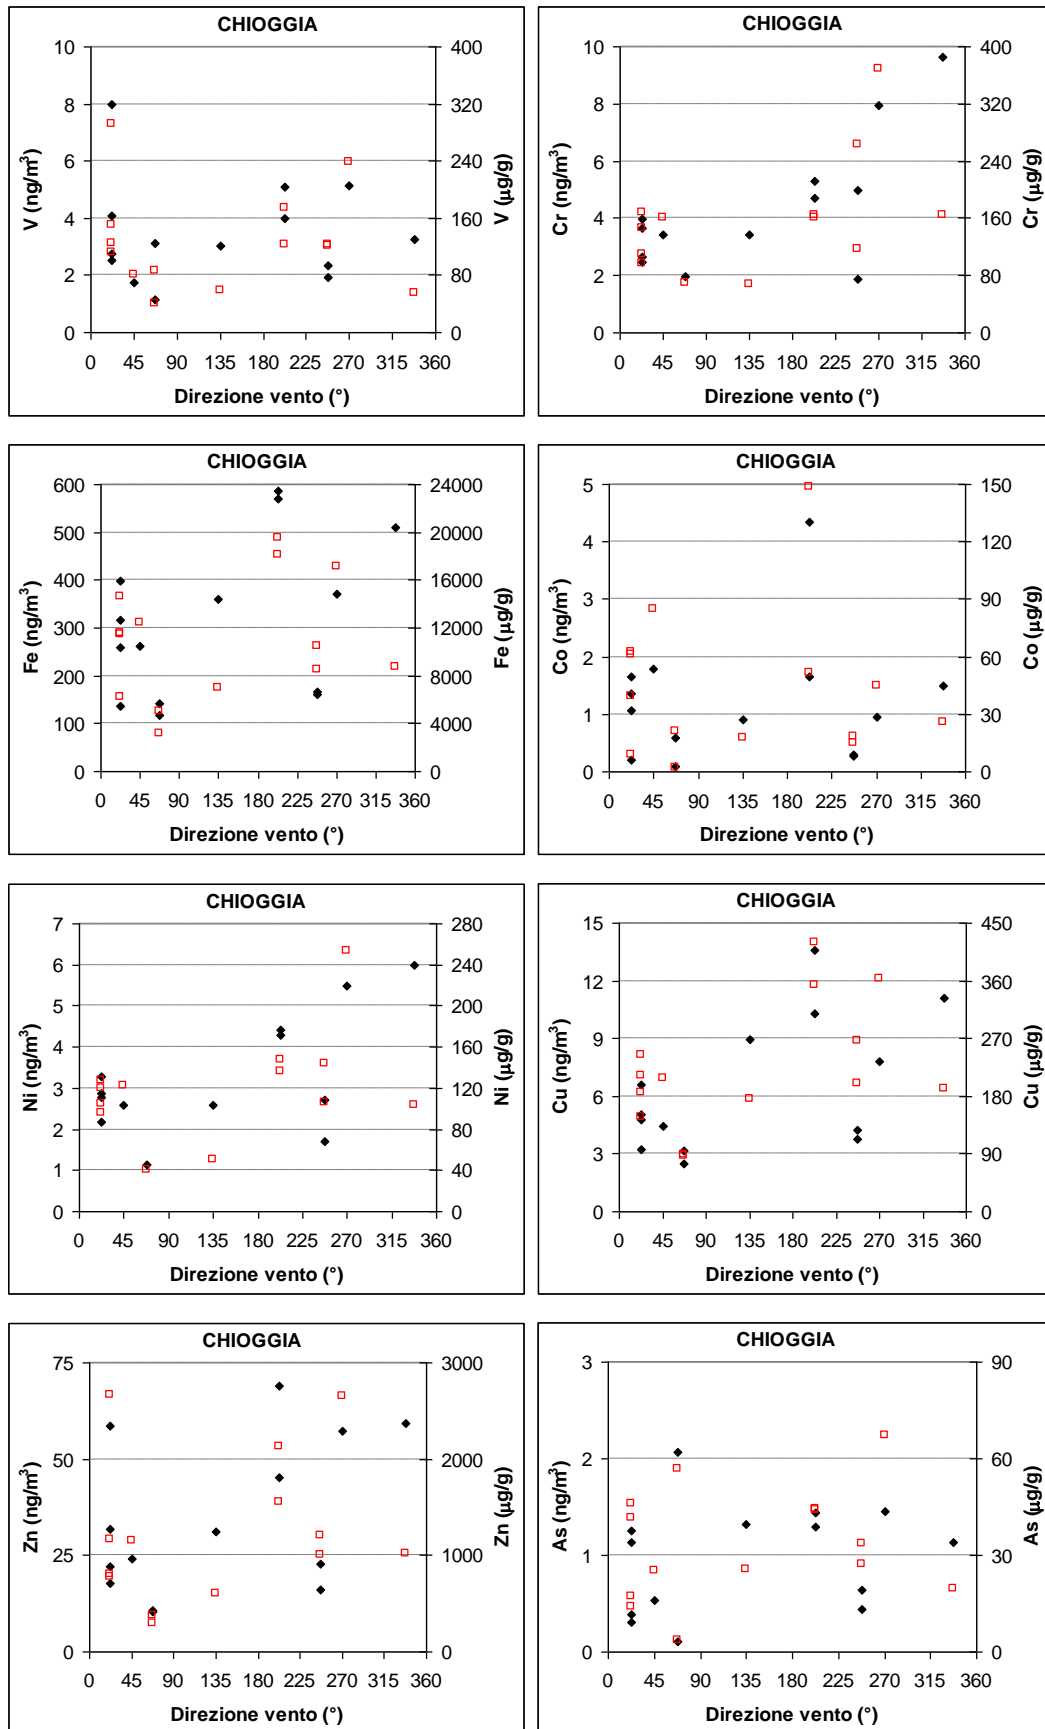 CHIOGGIA
10 8 6 4 2 0
V (ng/m³)
400 320 240 160 80 0
V (µg/g)
0 45 90 135 180 225 270 315 360
Direzione vento (°)
CHIOGGIA
10 8 6 4 2 0
Cr (ng/m³)
400 320 240 160 80 0
Cr (µg/g)
0 45 90 135 180 225 270 315 360
Direzione vento (°)
CHIOGGIA
600 500 400 300 200 100 0
Fe (ng/m³)
24000 20000 16000 12000 8000 4000 0
Fe (µg/g)
0 45 90 135 180 225 270 315 360
Direzione vento (°)
CHIOGGIA
5 4 3 2 1 0
Co (ng/m³)
150 120 90 60 30 0
Co (µg/g)
0 45 90 135 180 225 270 315 360
Direzione vento (°)
CHIOGGIA
7 6 5 4 3 2 1 0
Ni (ng/m³)
280 240 200 160 120 80 40 0
Ni (µg/g)
0 45 90 135 180 225 270 315 360
Direzione vento (°)
CHIOGGIA
15 12 9 6 3 0
Cu (ng/m³)
450 360 270 180 90 0
Cu (µg/g)
0 45 90 135 180 225 270 315 360
Direzione vento (°)
CHIOGGIA
75 50 25 0
Zn (ng/m³)
3000 2000 1000 0
Zn (µg/g)
0 45 90 135 180 225 270 315 360
Direzione vento (°)
CHIOGGIA
3 2 1 0
As (ng/m³)
90 60 30 0
As (µg/g)
0 45 90 135 180 225 270 315 360
Direzione vento (°)